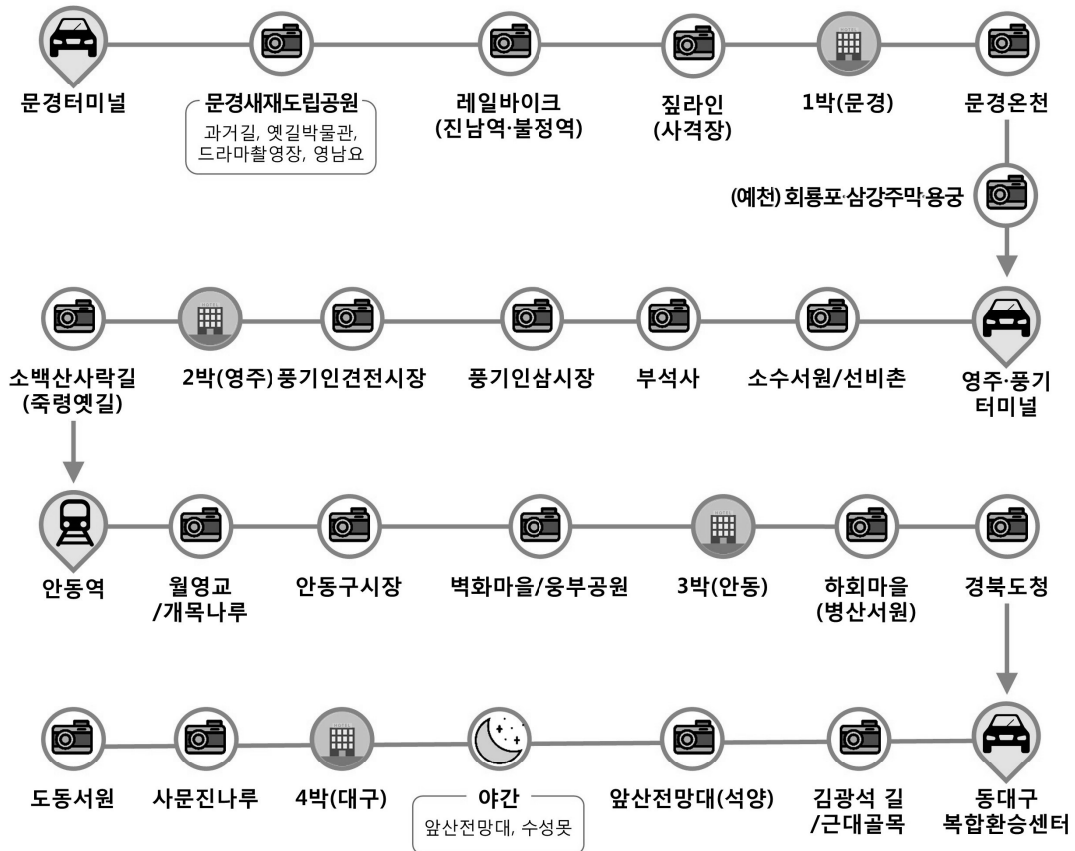 문경터미널
문경새재도립공원
과거길, 옛길박물관,
드라마촬영장, 영남요
레일바이크
(진남역·불정역)
짚라인
(사격장)
1박(문경)
문경온천
(예천) 회룡포·삼강주막·용궁
소백산사락길
(죽령옛길)
2박(영주)
풍기인견전시장
풍기인삼시장
부석사
소수서원/선비촌
영주·풍기
터미널
안동역
월영교
/개목나루
안동구시장
벽화마을/웅부공원
3박(안동)
하회마을
(병산서원)
경북도청
도동서원
사문진나루
4박(대구)
야간
앞산전망대, 수성못
앞산전망대(석양)
김광석 길
/근대골목
동대구
복합환승센터